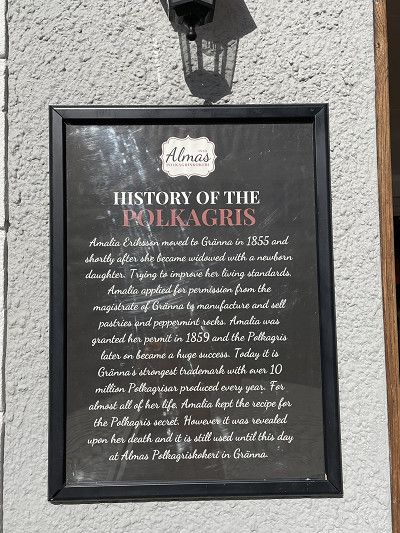 Almas
POLKAGRISKOKERI
HISTORY OF THE
POLKAGRIS
Amalia Eriksson moved to Gränna in 1855 and
shortly after she became widowed with a newborn
daughter. Trying to improve her living standards,
Amalia applied for permission from the
magistrate of Gränna to manufacture and sell
pastries and peppermint rocks. Amalia was
granted her permit in 1859 and the Polkagris
later on became a huge success. Today it is
Gränna's strongest trademark with over 10
million Polkagrisar produced every year. For
almost all of her life, Amalia kept the recipe for
the Polkagris secret. However it was revealed
upon her death and it is still used until this day
at Almas Polkagriskokeri in Gränna.